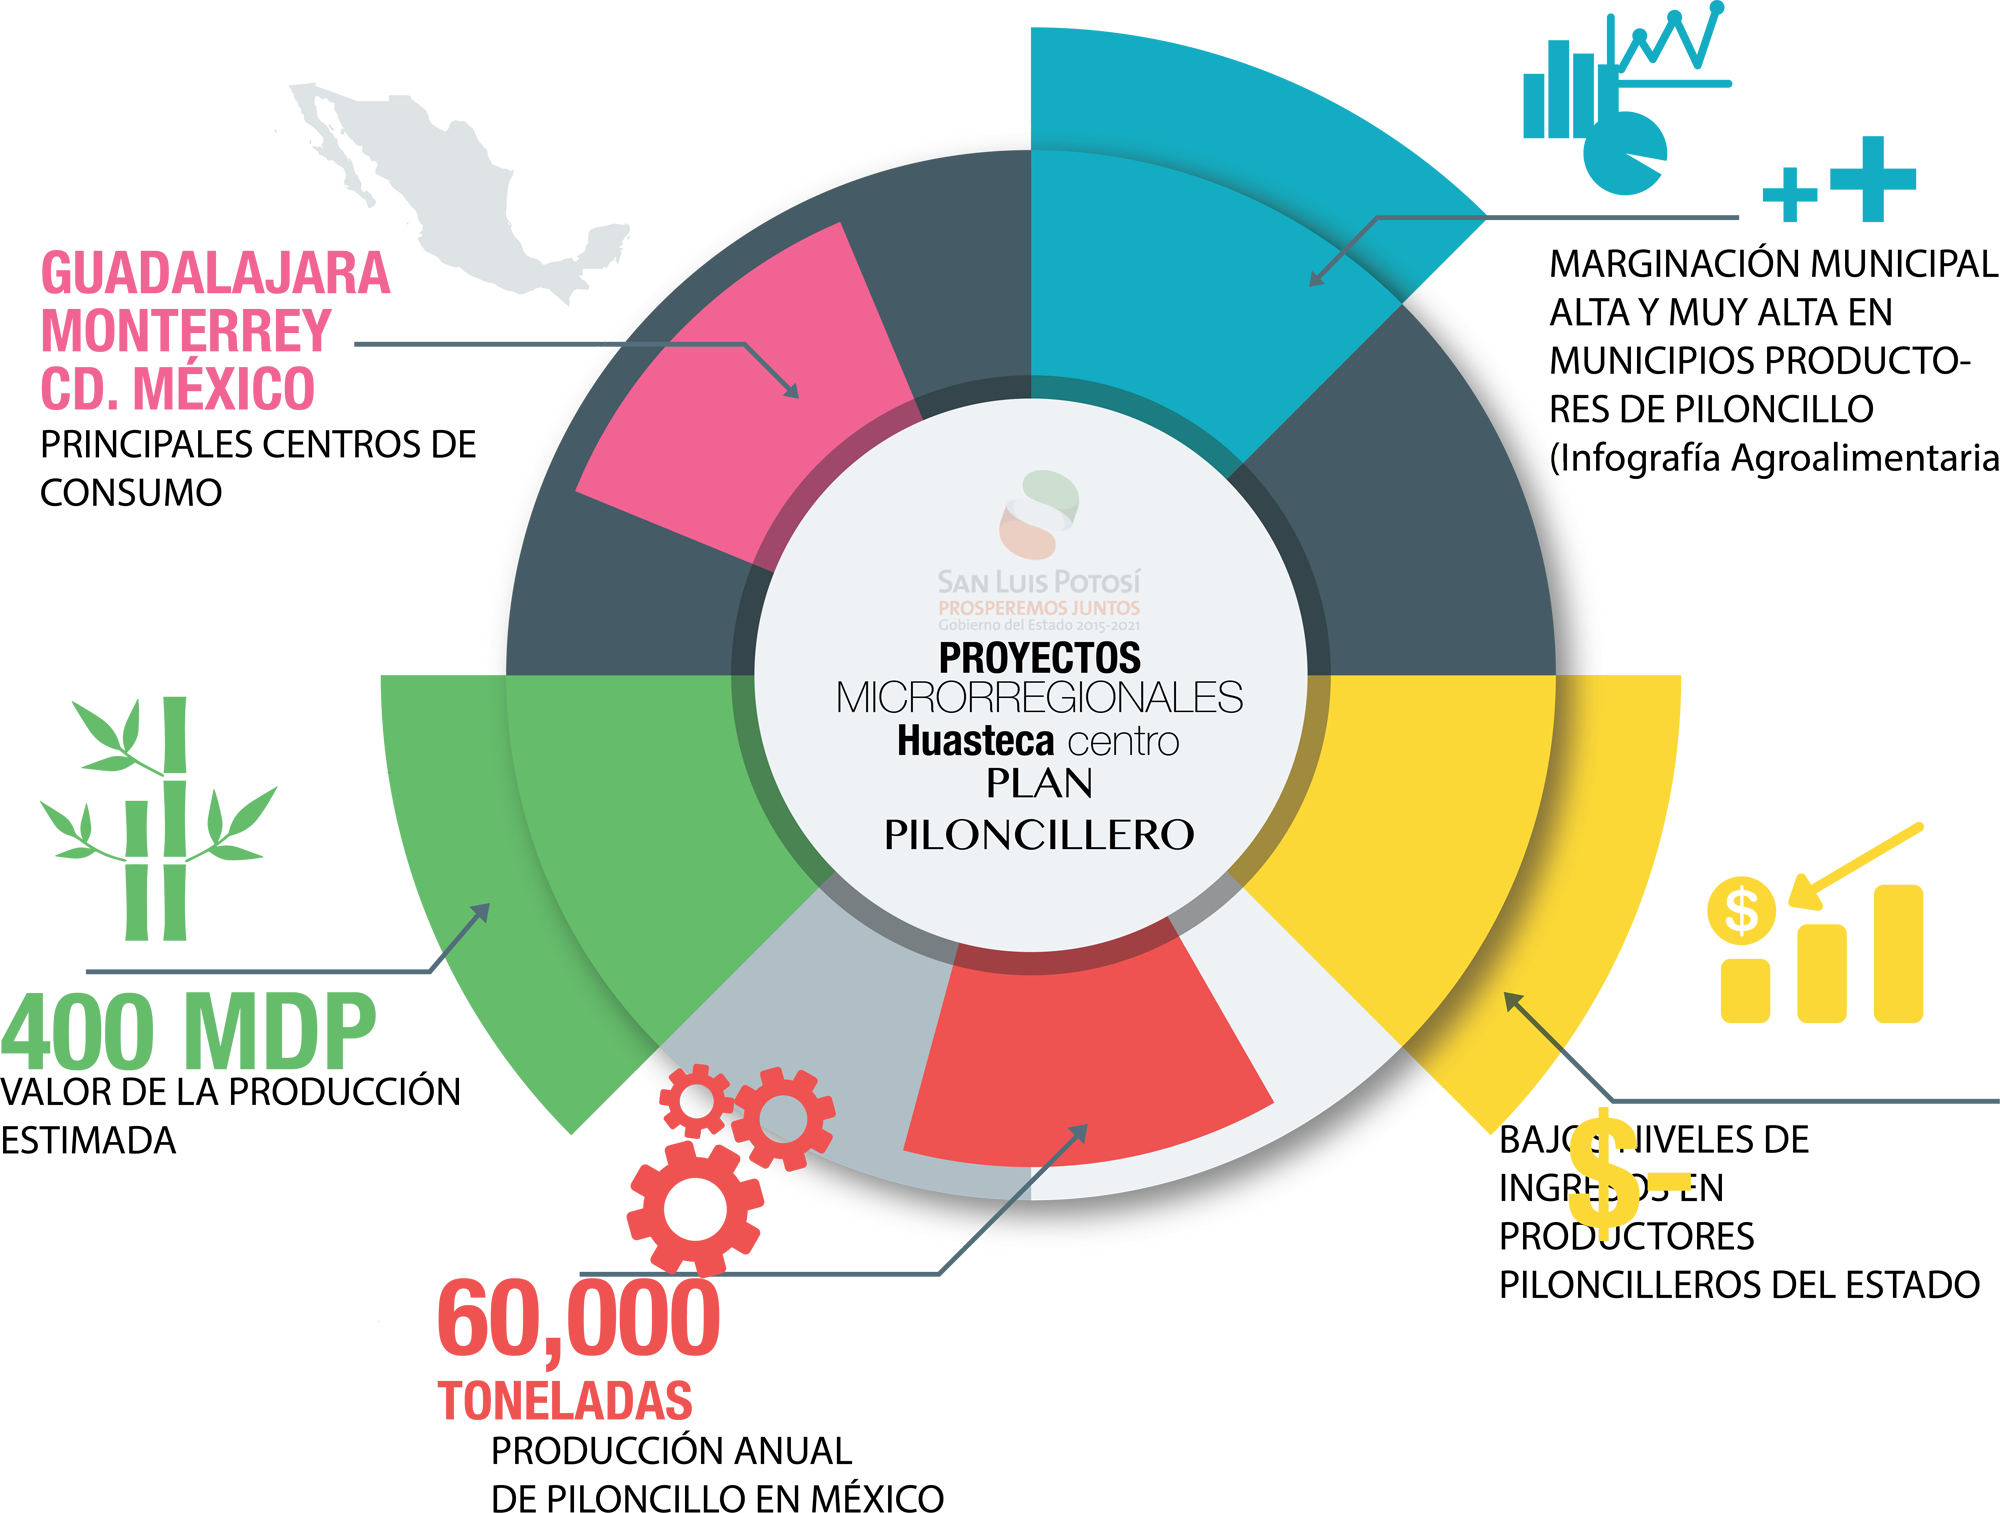 GUADALAJARA
MONTERREY
CD. MÉXICO
PRINCIPALES CENTROS DE
CONSUMO
MARGINACIÓN MUNICIPAL
ALTA Y MUY ALTA EN
MUNICIPIOS PRODUCTO-
RES DE PILONCILLO
(Infografía Agroalimentaria
SAN LUIS POTOSÍ
PROSPEREMOS JUNTOS
Gobierno del Estado 2015-2021
PROYECTOS
MICRORREGIONALES
Huasteca centro
PLAN
PILONCILLERO
400 MDP
VALOR DE LA PRODUCCIÓN
ESTIMADA
$
$-
BAJOS NIVELES DE
INGRESOS EN
PRODUCTORES
PILONCILLEROS DEL ESTADO
60,000
TONELADAS
PRODUCCIÓN ANUAL
DE PILONCILLO EN MÉXICO